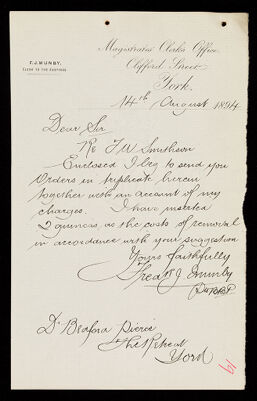 Magistrates' Clerks Office
Clifford Street
York.
F. J. MUNBY,
CLERK TO THE JUSTICES
14th August 1894
Dear Sir
Re F W Smithson
Enclosed I beg to send you
Orders in triplicate herein
together with an account of my
charges. I have inserted
2 guineas as the costs of removal
in accordance with your suggestion
Yours faithfully
Fredk J Munby
Dr Bedford Pierce
The Retreat
York